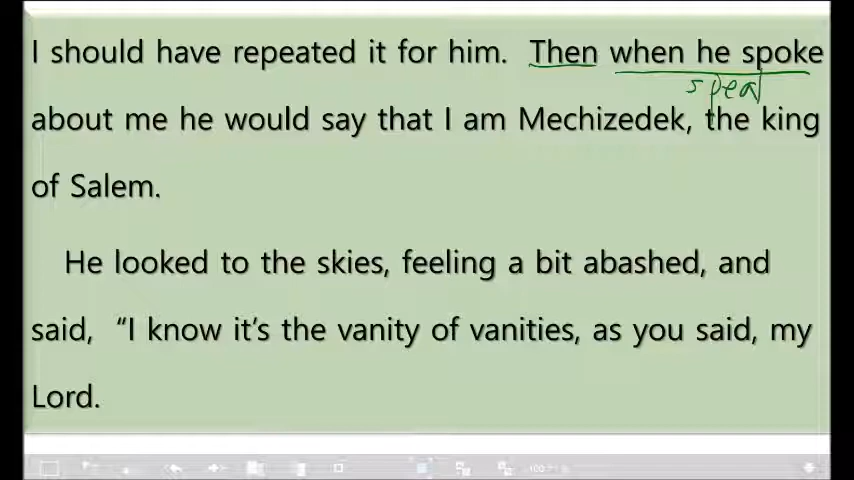 I should have repeated it for him. Then when he spoke
spea
about me he would say that I am Mechizedek, the king
of Salem.
He looked to the skies, feeling a bit abashed, and
said, “I know it’s the vanity of vanities, as you said, my
Lord.